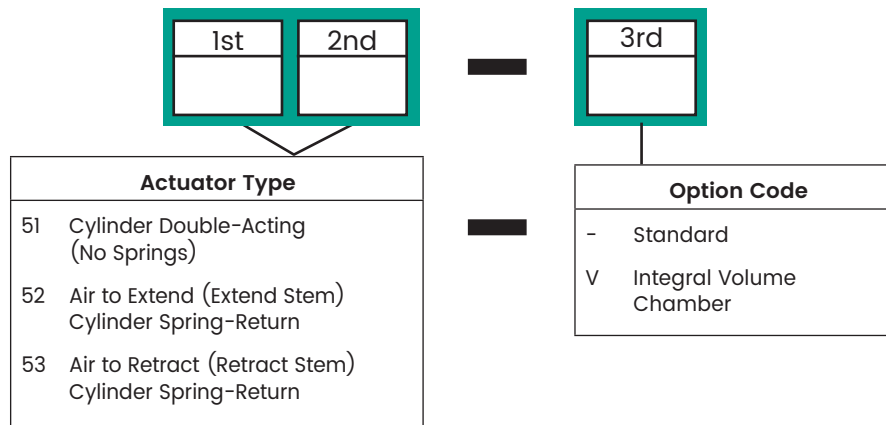 1st 2nd 3rd
Actuator Type
51 Cylinder Double-Acting
(No Springs)
52 Air to Extend (Extend Stem)
Cylinder Spring-Return
53 Air to Retract (Retract Stem)
Cylinder Spring-Return
Option Code
- Standard
V Integral Volume
Chamber